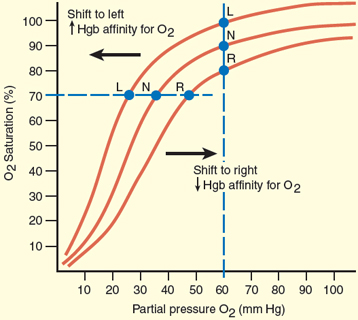 Shift to left
↑ Hgb affinity for O2
L
N
R
L N R
Shift to right
↓ Hgb affinity for O2
O2 Saturation (%)
100
90
80
70
60
50
40
30
20
10
10 20 30 40 50 60 70 80 90 100
Partial pressure O2 (mm Hg)